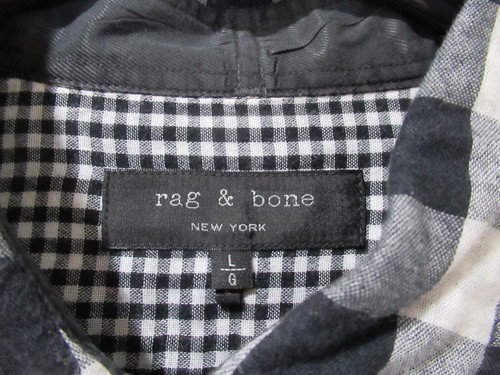 rag & bone
NEW YORK
L
G